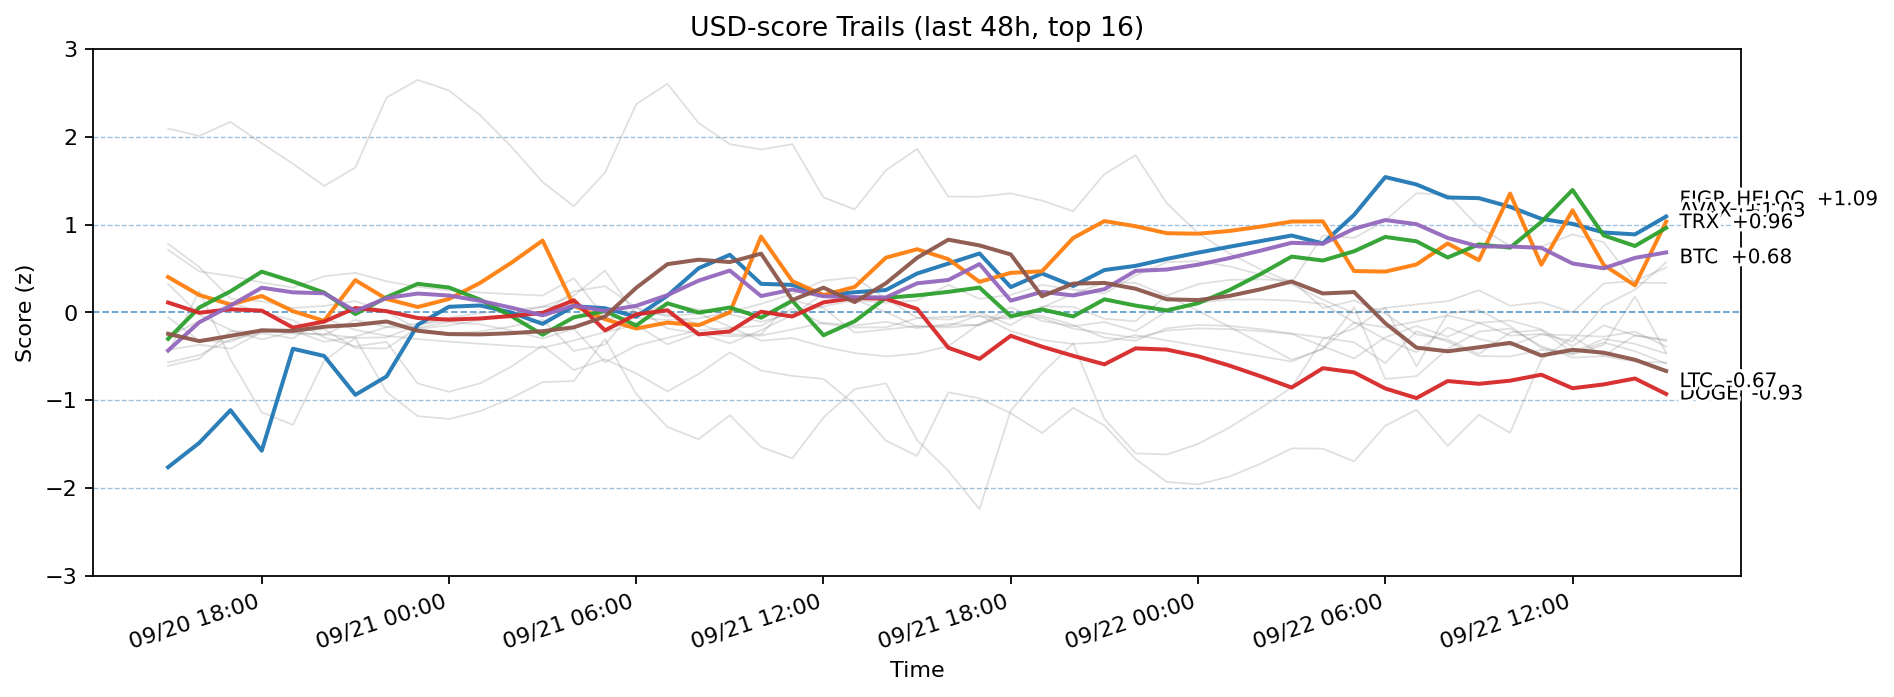 USD-score Trails (last 48h, top 16)
3
2
1
0
−1
−2
−3
Score (z)
FIGR_HELOC +1.09
AVAX +1.03
TRX +0.96
BTC +0.68
LTC -0.67
DOGE -0.93
09/20 18:00
09/21 00:00
09/21 06:00
09/21 12:00
09/21 18:00
09/22 00:00
09/22 06:00
09/22 12:00
Time